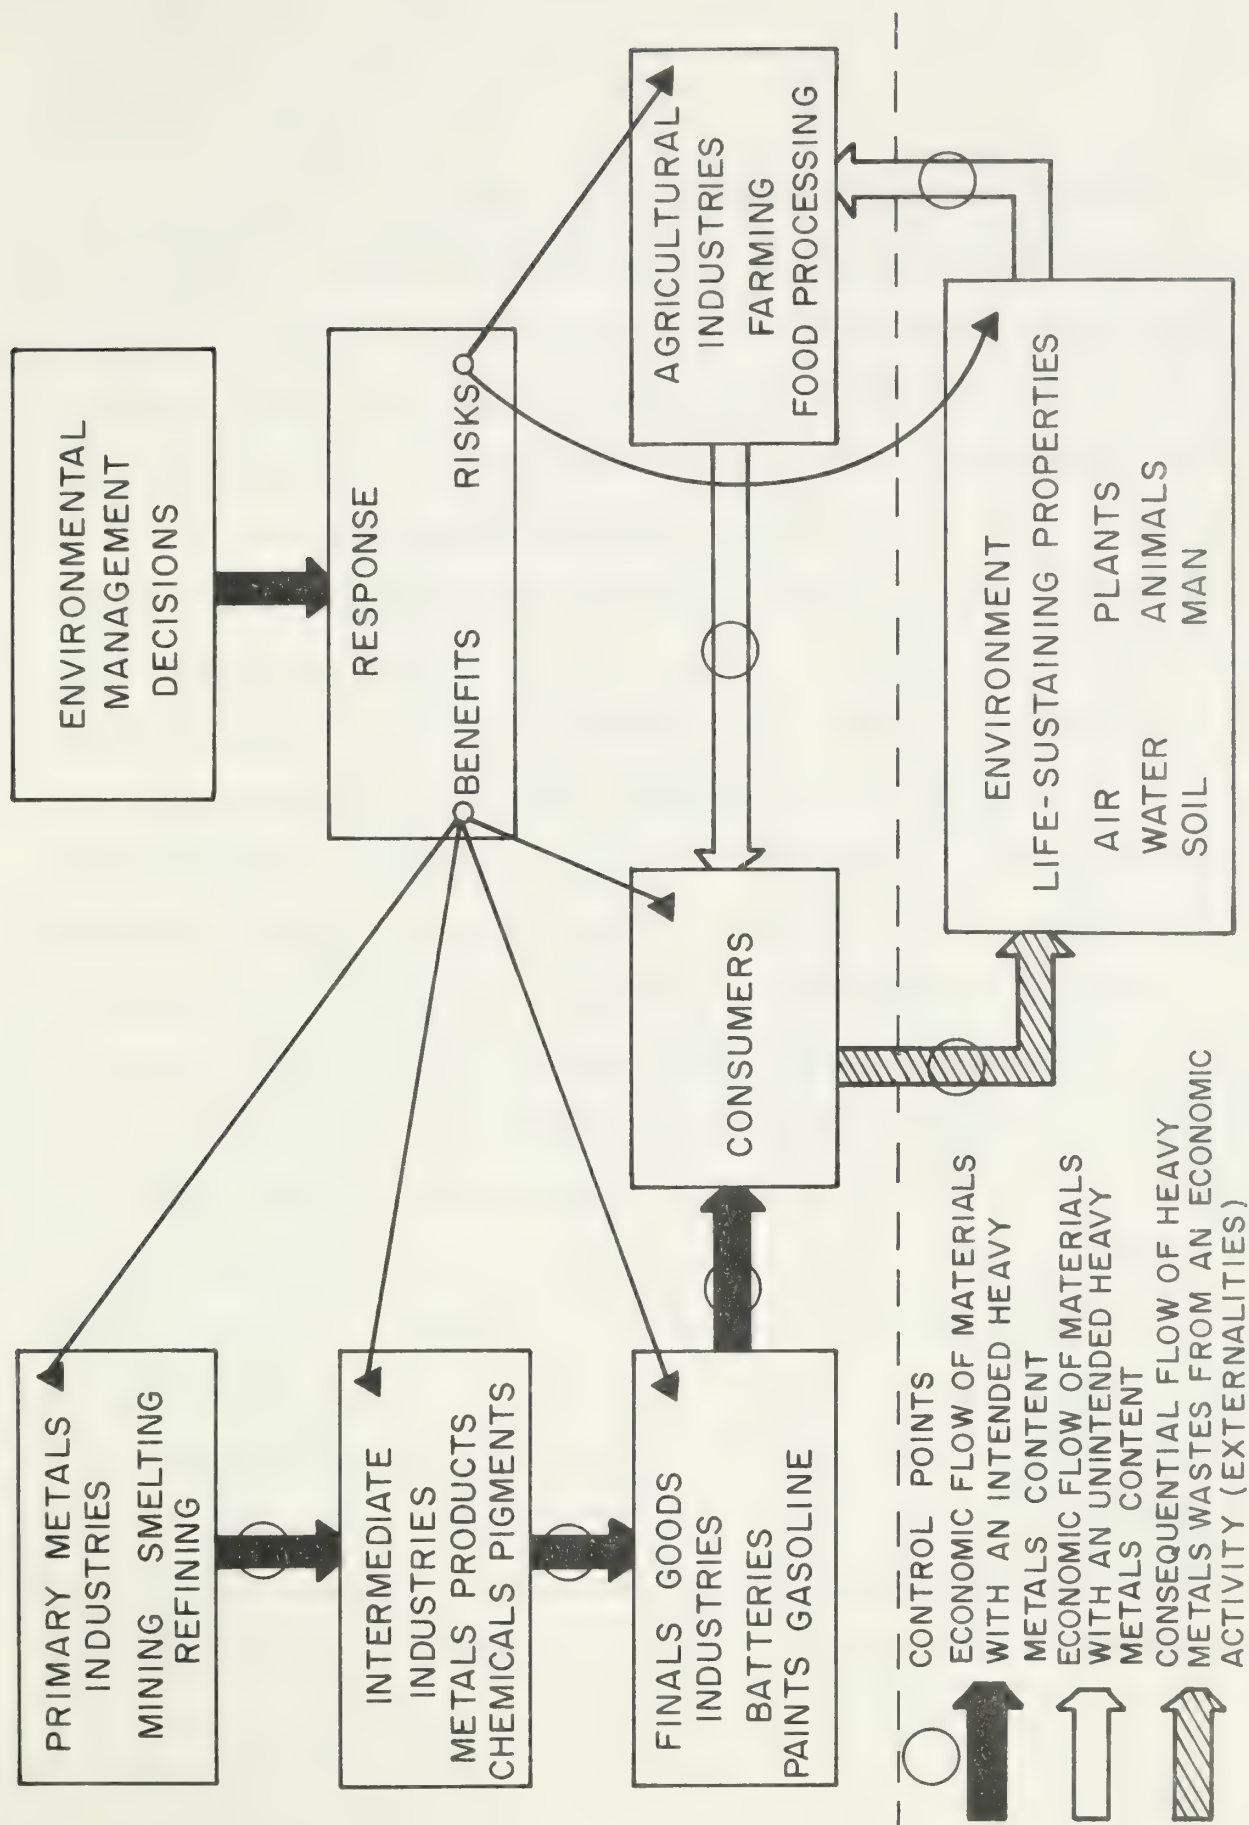 ENVIRONMENTAL
MANAGEMENT
DECISIONS
RESPONSE
BENEFITS RISKS
PRIMARY METALS
INDUSTRIES
MINING SMELTING
REFINING
INTERMEDIATE
INDUSTRIES
METALS PRODUCTS
CHEMICALS PIGMENTS
FINALS GOODS
INDUSTRIES
BATTERIES
PAINTS GASOLINE
CONSUMERS
AGRICULTURAL
INDUSTRIES
FARMING
FOOD PROCESSING
ENVIRONMENT
LIFE-SUSTAINING PROPERTIES
AIR PLANTS
WATER ANIMALS
SOIL MAN
CONTROL POINTS
ECONOMIC FLOW OF MATERIALS
WITH AN INTENDED HEAVY
METALS CONTENT
ECONOMIC FLOW OF MATERIALS
WITH AN UNINTENDED HEAVY
METALS CONTENT
CONSEQUENTIAL FLOW OF HEAVY
METALS WASTES FROM AN ECONOMIC
ACTIVITY (EXTERNALITIES)